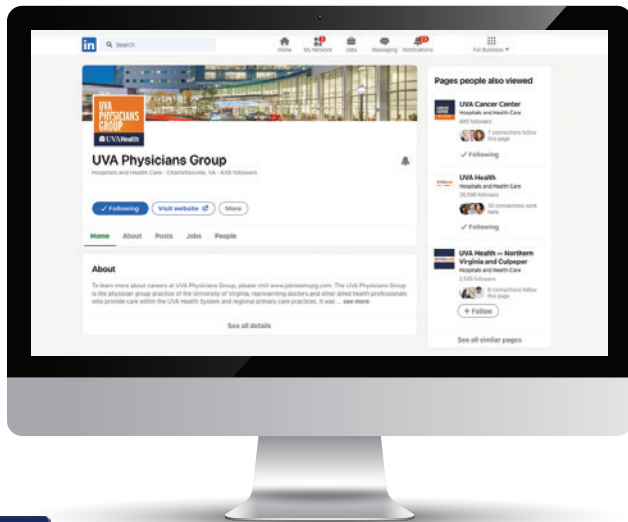 in
Search
Home
My Network
Jobs
Messaging
Notifications
For Business
UVA
PHYSICIANS
GROUP
UVAHealth
UVA Physicians Group
Hospitals and Health Care · Charlottesville, VA · 638 followers
✓ Following
Visit website
More
Home
About
Posts
Jobs
People
About
To learn more about careers at UVA Physicians Group, please visit www.jointeamupg.com. The UVA Physicians Group
is the physician group practice of the University of Virginia, representing doctors and other allied health professionals
who provide care within the UVA Health System and regional primary care practices. It was ... see more
See all details
Pages people also viewed
UVA Cancer Center
Hospitals and Health Care
495 followers
7 connections follow
this page
✓ Following
UVA Health
Hospitals and Health Care
followers
connections work
here
✓ Following
UVA Health — Northern
Virginia and Culpeper
Hospitals and Health Care
followers
connections follow
this page
+ Follow
See all similar pages